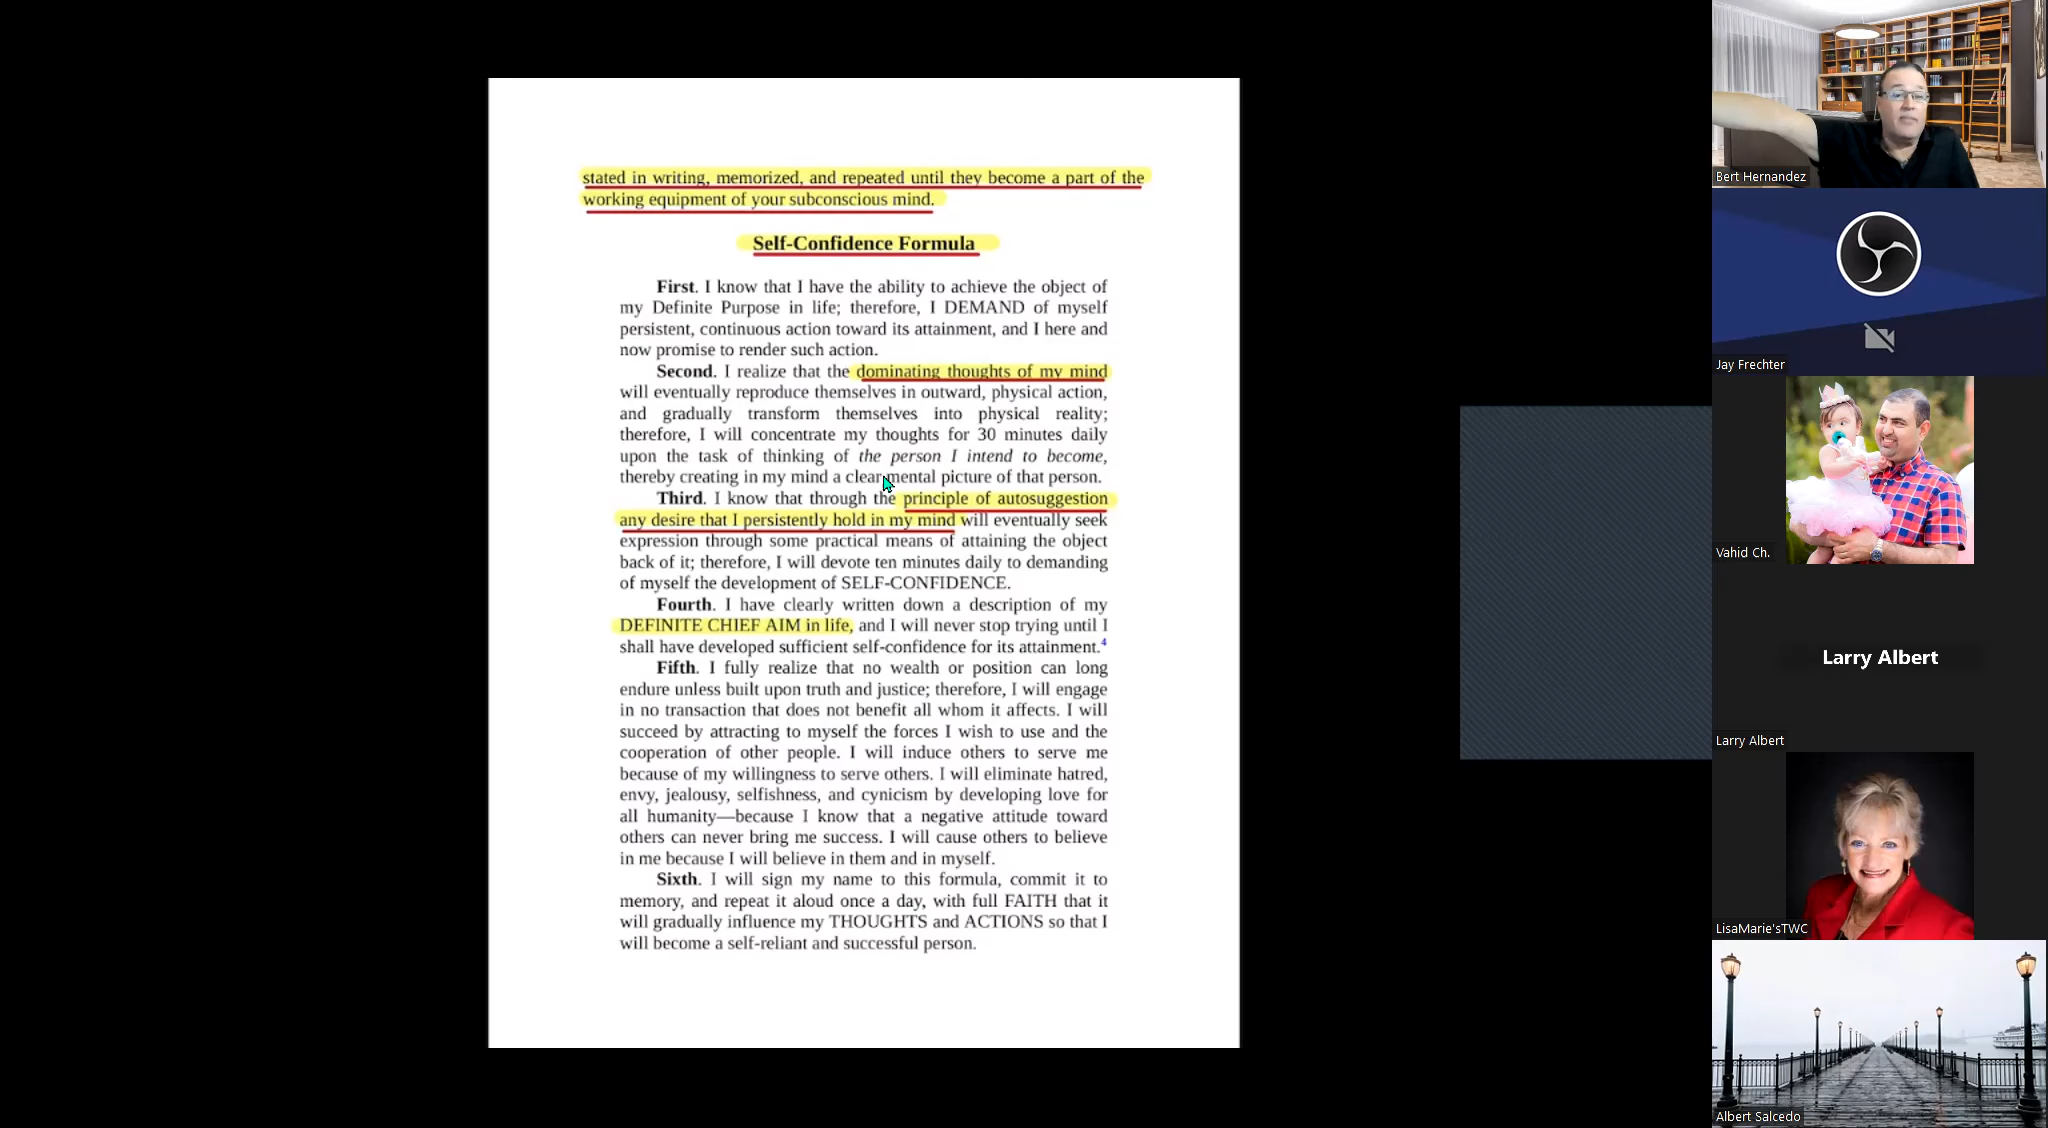 stated in writing, memorized, and repeated until they become a part of the
working equipment of your subconscious mind.
Self-Confidence Formula
First. I know that I have the ability to achieve the object of
my Definite Purpose in life; therefore, I DEMAND of myself
persistent, continuous action toward its attainment, and I here and
now promise to render such action.
Second. I realize that the dominating thoughts of my mind
will eventually reproduce themselves in outward, physical action,
and gradually transform themselves into physical reality;
therefore, I will concentrate my thoughts for 30 minutes daily
upon the task of thinking of the person I intend to become,
thereby creating in my mind a clear mental picture of that person.
Third. I know that through the principle of autosuggestion
any desire that I persistently hold in my mind will eventually seek
expression through some practical means of attaining the object
back of it; therefore, I will devote ten minutes daily to demanding
of myself the development of SELF-CONFIDENCE.
Fourth. I have clearly written down a description of my
DEFINITE CHIEF AIM in life, and I will never stop trying until I
shall have developed sufficient self-confidence for its attainment.4
Fifth. I fully realize that no wealth or position can long
endure unless built upon truth and justice; therefore, I will engage
in no transaction that does not benefit all whom it affects. I will
succeed by attracting to myself the forces I wish to use and the
cooperation of other people. I will induce others to serve me
because of my willingness to serve others. I will eliminate hatred,
envy, jealousy, selfishness, and cynicism by developing love for
all humanity—because I know that a negative attitude toward
others can never bring me success. I will cause others to believe
in me because I will believe in them and in myself.
Sixth. I will sign my name to this formula, commit it to
memory, and repeat it aloud once a day, with full FAITH that it
will gradually influence my THOUGHTS and ACTIONS so that I
will become a self-reliant and successful person.
Bert Hernandez
Jay Frechter
Vahid Ch.
Larry Albert
Larry Albert
LisaMarie'sTWC
Albert Salcedo